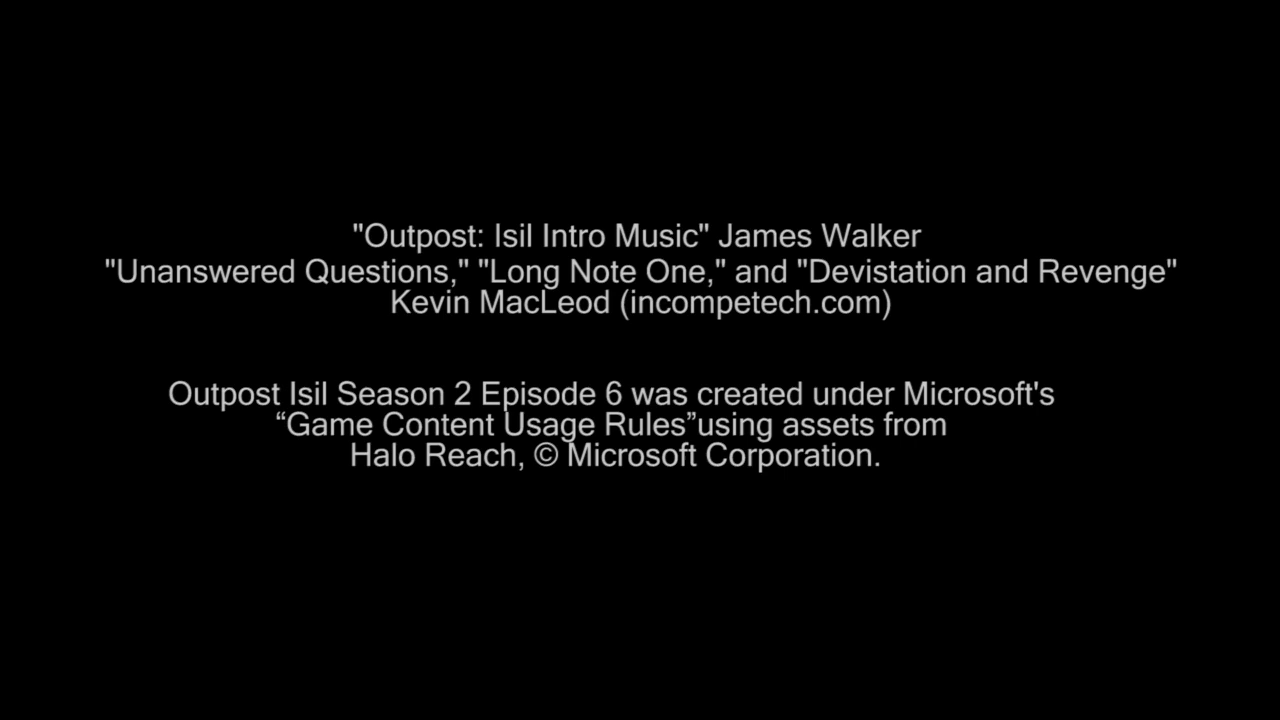 "Outpost: Isil Intro Music" James Walker
"Unanswered Questions," "Long Note One," and "Devistation and Revenge"
Kevin MacLeod (incompetech.com)
Outpost Isil Season 2 Episode 6 was created under Microsoft's
“Game Content Usage Rules”using assets from
Halo Reach, © Microsoft Corporation.